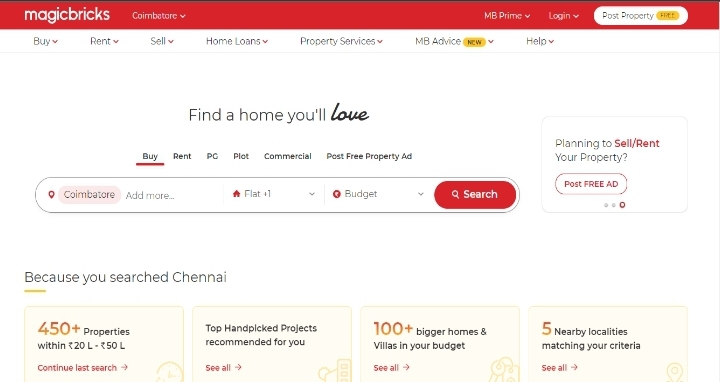 magicbricks Coimbatore MB Prime Login Post Property FREE
Buy Rent Sell Home Loans Property Services MB Advice NEW Help
Find a home you'll love
Buy Rent PG Plot Commercial Post Free Property Ad
Coimbatore Add more... Flat +1 Budget Search
Planning to Sell/Rent
Your Property?
Post FREE AD
Because you searched Chennai
450+ Properties
within ₹20 L - ₹50 L
Continue last search
Top Handpicked Projects
recommended for you
See all
100+ bigger homes &
Villas in your budget
See all
5 Nearby localities
matching your criteria
See all